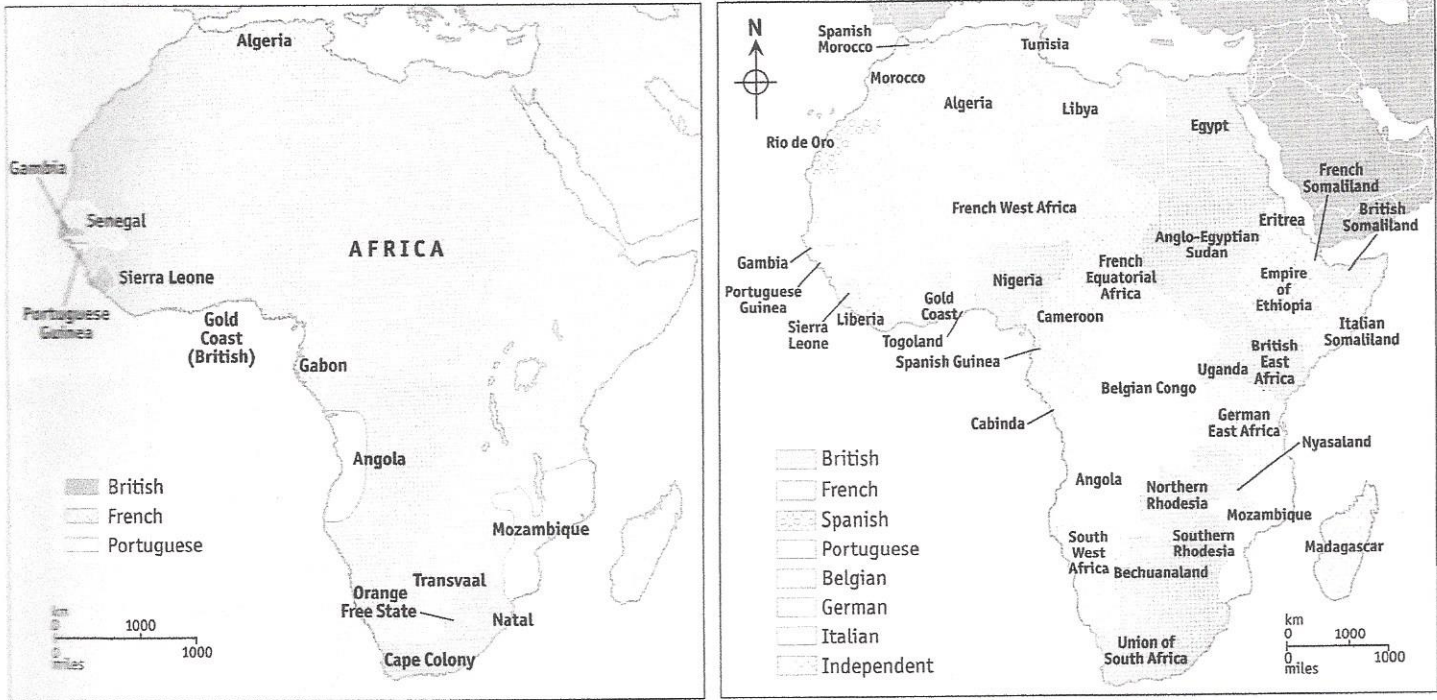 Algeria
Gambia
Senegal
AFRICA
Sierra Leone
Portuguese
Guinea
Gold
Coast
(British)
Gabon
Angola
British
French
Portuguese
Mozambique
Transvaal
Orange
Free State
Natal
Cape Colony
1000
miles
1000
N
Spanish
Morocco
Tunisia
Morocco
Algeria
Libya
Egypt
Rio de Oro
French
Somaliland
British
Somaliland
French West Africa
Eritrea
Anglo-Egyptian
Sudan
Gambia
Portuguese
Guinea
Nigeria
French
Equatorial
Africa
Empire
of
Ethiopia
Sierra
Leone
Liberia
Gold
Coast
Togoland
Cameroon
Spanish Guinea
Italian
Somaliland
British
East
Africa
Uganda
Belgian Congo
Cabinda
German
East Africa
Nyasaland
Angola
Northern
Rhodesia
Mozambique
South
West
Africa
Southern
Rhodesia
Bechuanaland
Madagascar
Union of
South Africa
British
French
Spanish
Portuguese
Belgian
German
Italian
Independent
km
0 1000
0 1000
miles